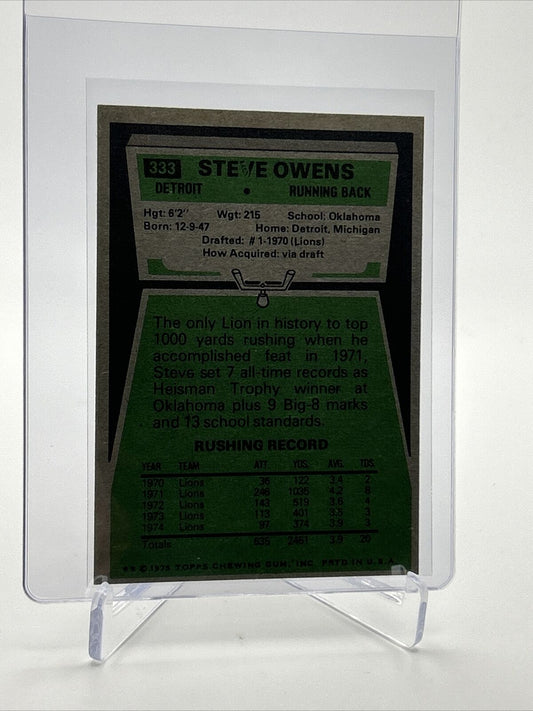 333 STEVE OWENS
DETROIT • RUNNING BACK
Hgt: 6'2" Wgt: 215 School: Oklahoma
Born: 12-9-47 Home: Detroit, Michigan
Drafted: #1-1970 (Lions)
How Acquired: via draft
The only Lion in history to top
1000 yards rushing when he
accomplished feat in 1971,
Steve set 7 all-time records as
Heisman Trophy winner at
Oklahoma plus 9 Big-8 marks
and 13 school standards.
RUSHING RECORD
YEAR TEAM ATT. YDS. AVG. TDS.
1970 Lions 36 122 3.4 2
1971 Lions 246 1035 4.2 8
1972 Lions 143 519 3.6 4
1973 Lions 113 401 3.5 3
1974 Lions 97 374 3.9 3
Totals 635 2451 3.9 20
** © 1975 TOPPS CHEWING GUM, INC. PRTD IN U.S.A.